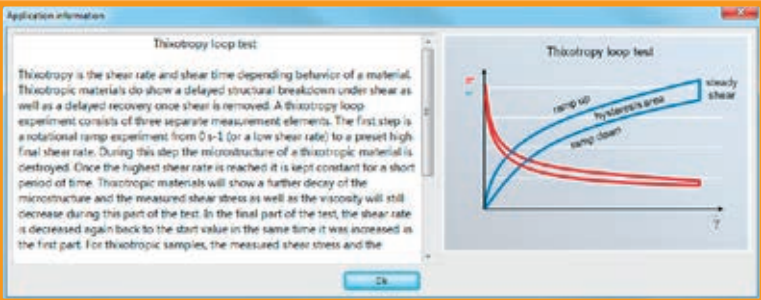 Application information
Thixotropy loop test
Thixotropy is the shear rate and shear time depending behavior of a material.
Thixotropic materials do show a delayed structural breakdown under shear as
well as a delayed recovery once shear is removed. A thixotropy loop
experiment consists of three separate measurement elements. The first step is
a rotational ramp experiment from 0 s-1 (or a low shear rate) to a preset high
final shear rate. During this step the microstructure of a thixotropic material is
destroyed. Once the highest shear rate is reached it is kept constant for a short
period of time. Thixotropic materials will show a further decay of the
microstructure and the measured shear stress as well as the viscosity will still
decrease during this part of the test. In the final part of the test, the shear rate
is decreased again back to the start value in the same time it was increased in
the first part. For thixotropic samples, the measured shear stress and the
Thixotropy loop test
ramp up
hysteresis area
ramp down
steady
shear
Ok